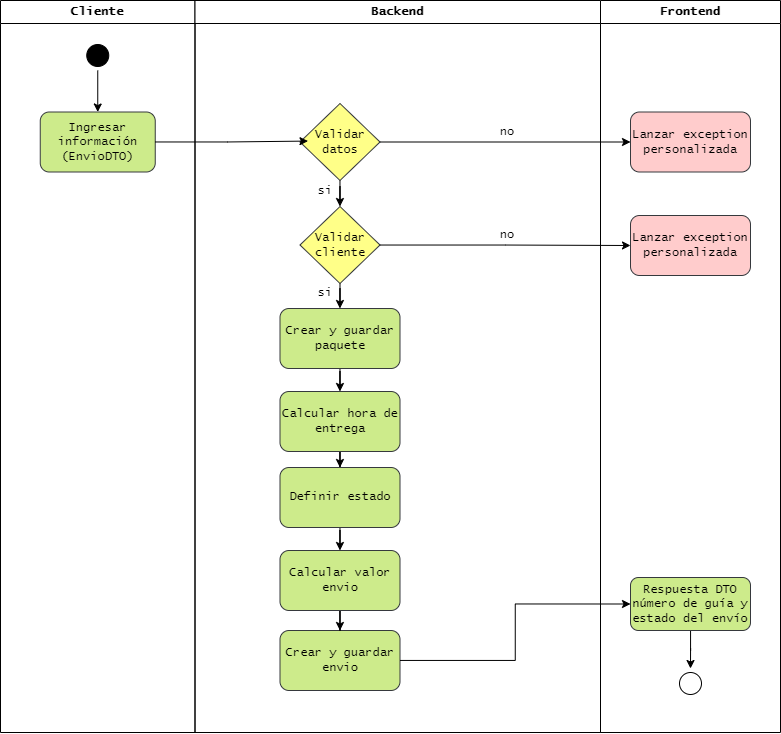 Cliente
Backend
Frontend
Ingresar
información
(EnvioDTO)
Validar
datos
no
Lanzar exception
personalizada
si
Validar
cliente
no
Lanzar exception
personalizada
si
Crear y guardar
paquete
Calcular hora de
entrega
Definir estado
Calcular valor
envio
Crear y guardar
envio
Respuesta DTO
número de guía y
estado del envío